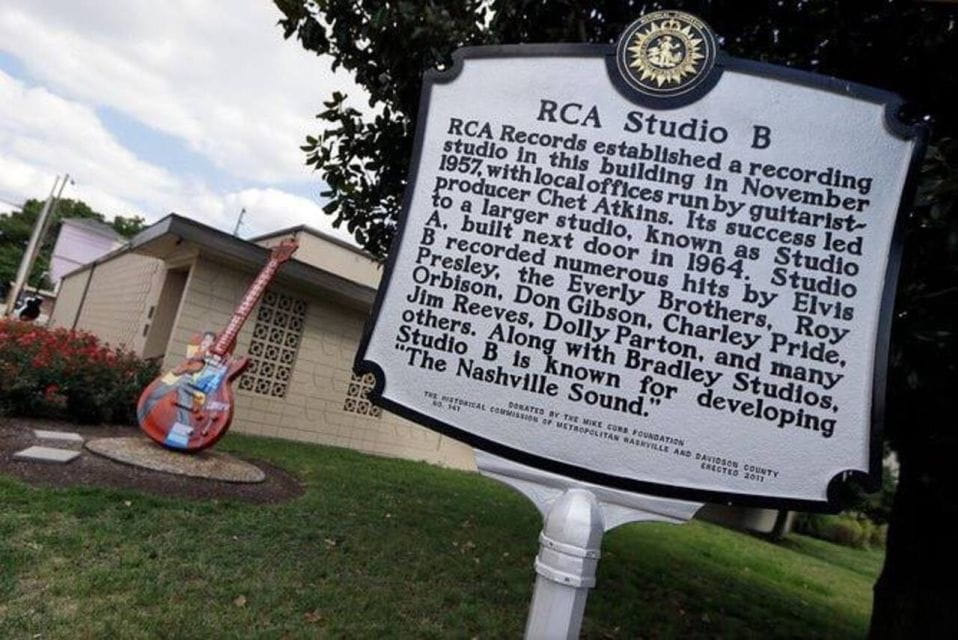 RCA Studio B
RCA Records established a recording
studio in this building in November
1957, with local offices run by guitarist-
producer Chet Atkins. Its success led
to a larger studio, known as Studio
A, built next door in 1964. Studio
B recorded numerous hits by Elvis
Presley, the Everly Brothers, Roy
Orbison, Don Gibson, Charley Pride,
Jim Reeves, Dolly Parton, and many
others. Along with Bradley Studios,
Studio B is known for developing
“The Nashville Sound.”
DONATED BY THE MIKE CURB FOUNDATION
THE HISTORICAL COMMISSION OF METROPOLITAN NASHVILLE AND DAVIDSON COUNTY
NO. 141
ERECTED 2011